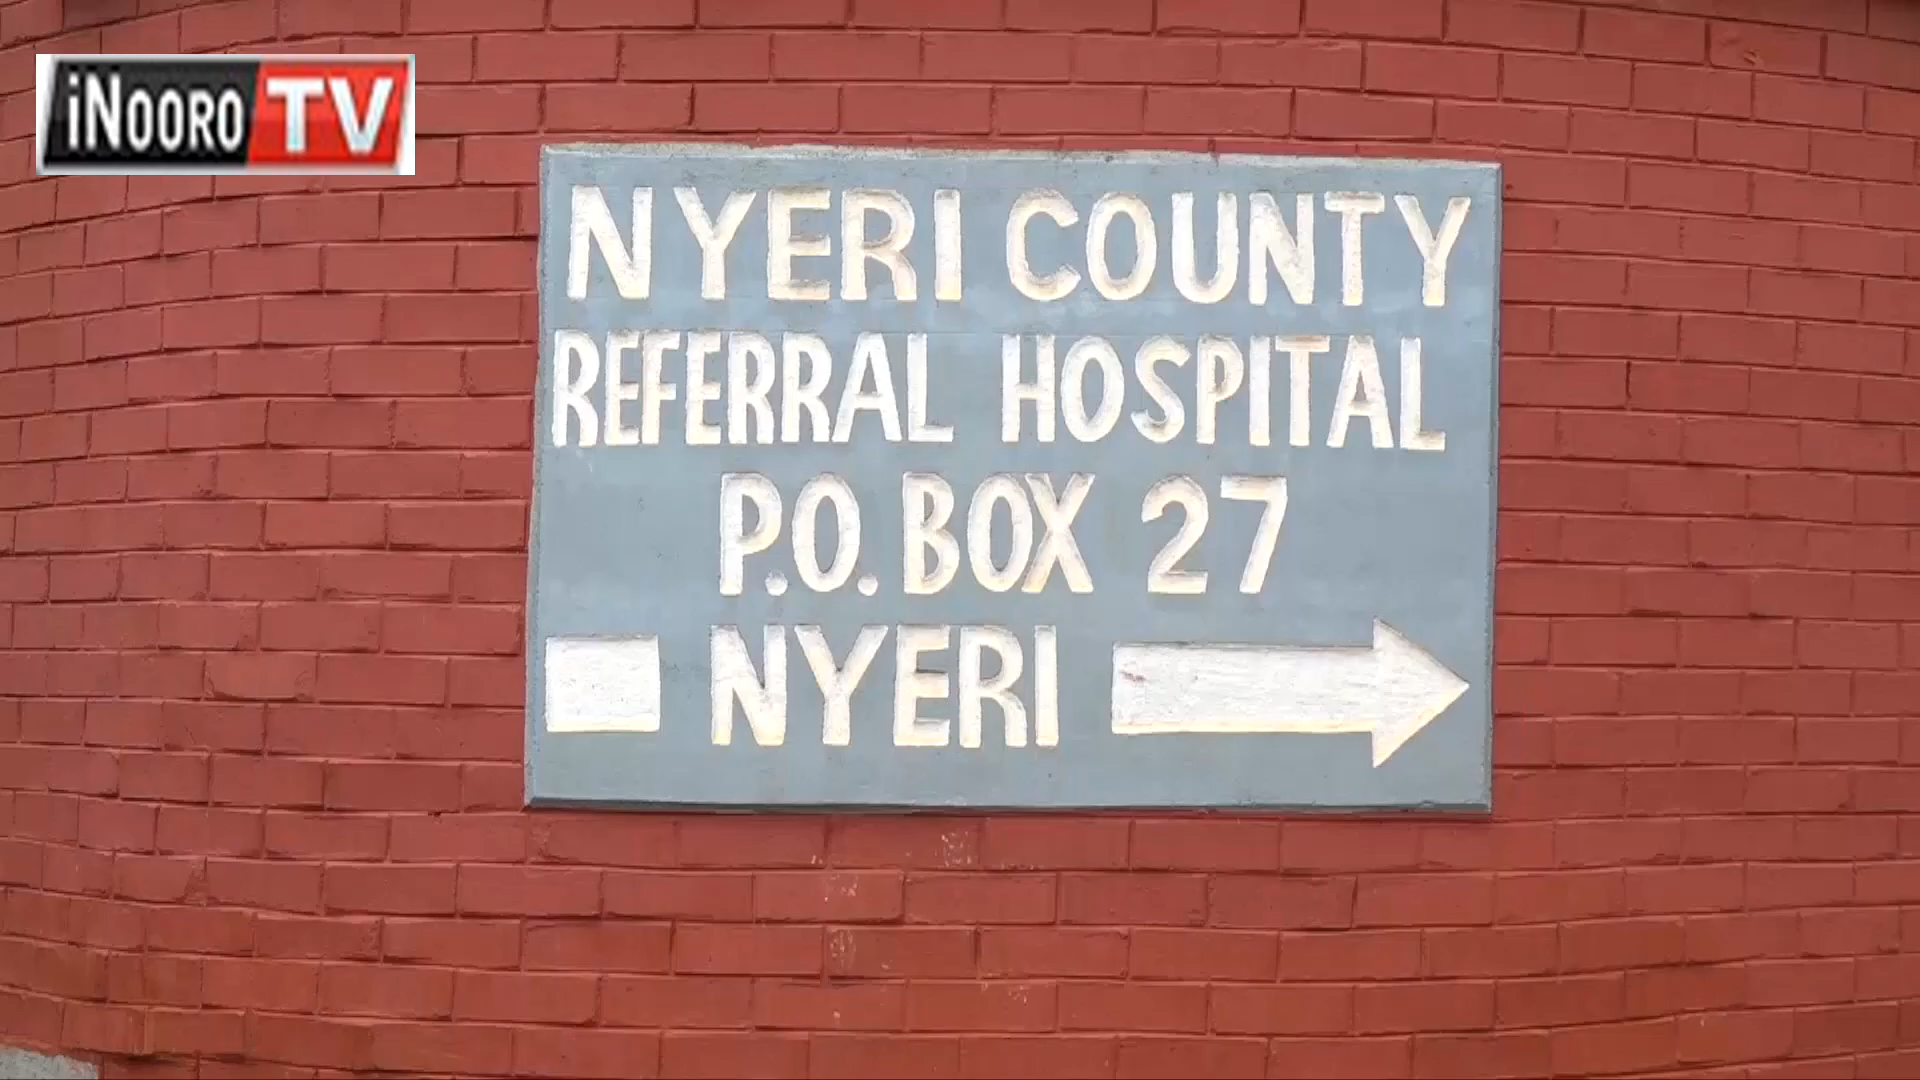 iNOORO TV
NYERI COUNTY
REFERRAL HOSPITAL
P.O. BOX 27
NYERI